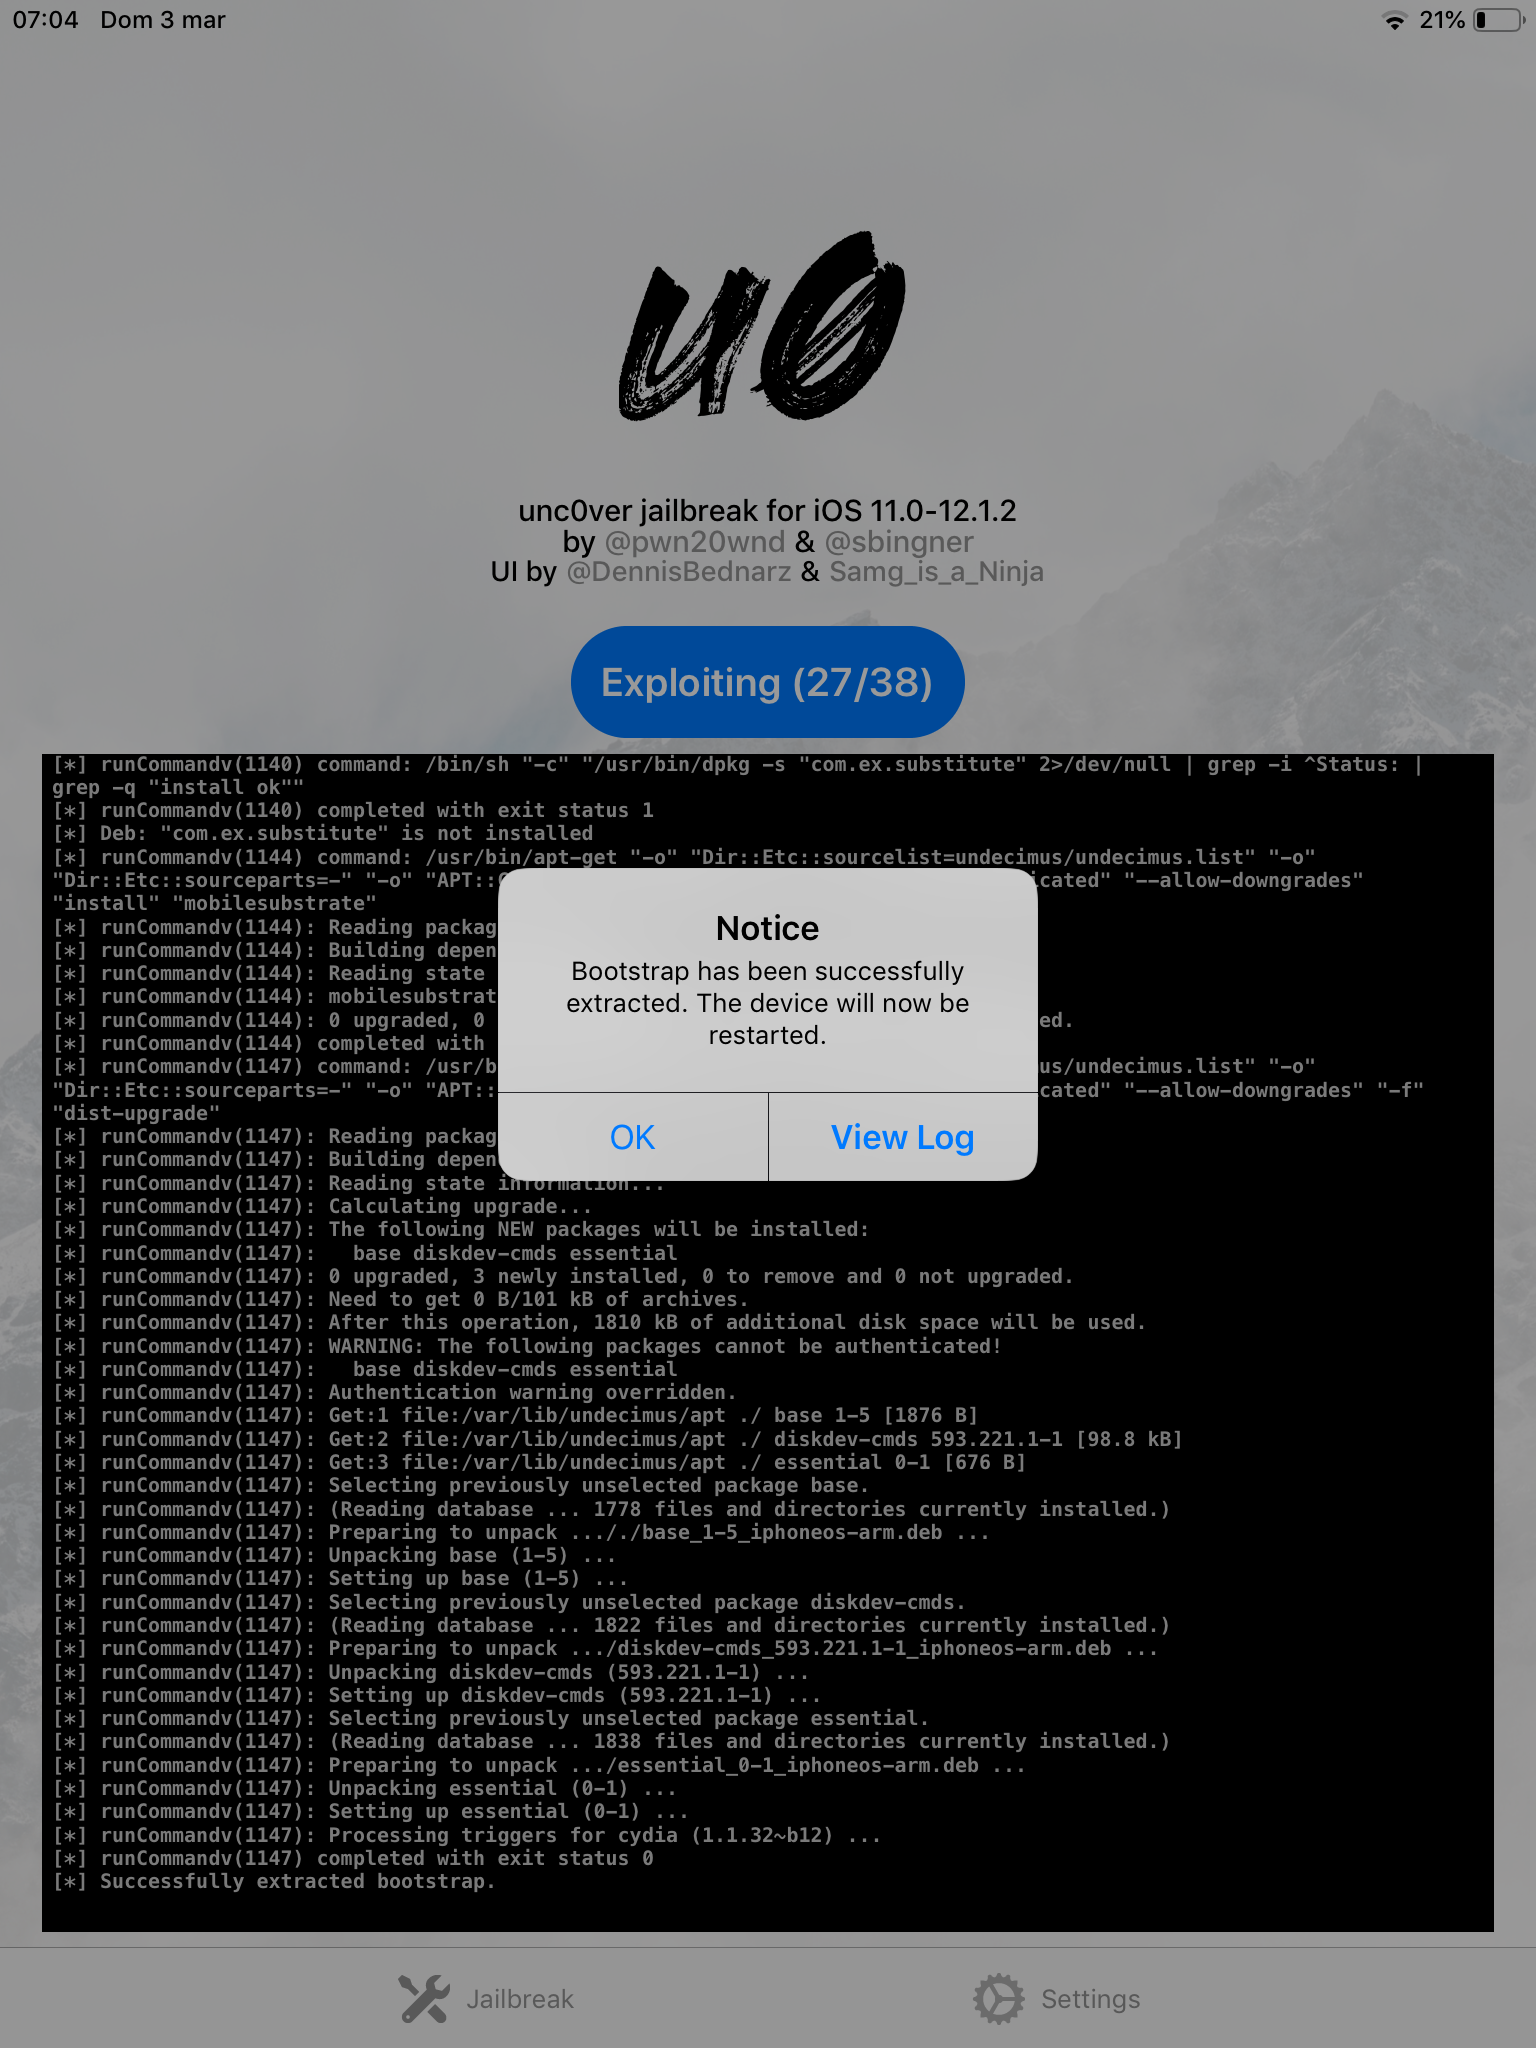 07:04 Dom 3 mar 21%
u0
unc0ver jailbreak for iOS 11.0-12.1.2
by @pwn20wnd & @sbingner
UI by @DennisBednarz & Samg_is_a_Ninja
Exploiting (27/38)
[*] runCommandv(1140) command: /bin/sh "-c" "/usr/bin/dpkg -s "com.ex.substitute" 2>/dev/null | grep -i ^Status: |
grep -q "install ok""
[*] runCommandv(1140) completed with exit status 1
[*] Deb: "com.ex.substitute" is not installed
[*] runCommandv(1144) command: /usr/bin/apt-get "-o" "Dir::Etc::sourcelist=undecimus/undecimus.list" "-o"
"Dir::Etc::sourceparts=-" "-o" "APT:: icated" "--allow-downgrades"
"install" "mobilesubstrate"
[*] runCommandv(1144): Reading packag
[*] runCommandv(1144): Building depen
[*] runCommandv(1144): Reading state
[*] runCommandv(1144): mobilesubstrat
[*] runCommandv(1144): 0 upgraded, 0 ed.
[*] runCommandv(1144) completed with
[*] runCommandv(1147) command: /usr/b us/undecimus.list" "-o"
"Dir::Etc::sourceparts=-" "-o" "APT:: cated" "--allow-downgrades" "-f"
"dist-upgrade"
[*] runCommandv(1147): Reading packag
[*] runCommandv(1147): Building depen
[*] runCommandv(1147): Reading state information...
[*] runCommandv(1147): Calculating upgrade...
[*] runCommandv(1147): The following NEW packages will be installed:
[*] runCommandv(1147):   base diskdev-cmds essential
[*] runCommandv(1147): 0 upgraded, 3 newly installed, 0 to remove and 0 not upgraded.
[*] runCommandv(1147): Need to get 0 B/101 kB of archives.
[*] runCommandv(1147): After this operation, 1810 kB of additional disk space will be used.
[*] runCommandv(1147): WARNING: The following packages cannot be authenticated!
[*] runCommandv(1147):   base diskdev-cmds essential
[*] runCommandv(1147): Authentication warning overridden.
[*] runCommandv(1147): Get:1 file:/var/lib/undecimus/apt ./ base 1-5 [1876 B]
[*] runCommandv(1147): Get:2 file:/var/lib/undecimus/apt ./ diskdev-cmds 593.221.1-1 [98.8 kB]
[*] runCommandv(1147): Get:3 file:/var/lib/undecimus/apt ./ essential 0-1 [676 B]
[*] runCommandv(1147): Selecting previously unselected package base.
[*] runCommandv(1147): (Reading database ... 1778 files and directories currently installed.)
[*] runCommandv(1147): Preparing to unpack ..././base_1-5_iphoneos-arm.deb ...
[*] runCommandv(1147): Unpacking base (1-5) ...
[*] runCommandv(1147): Setting up base (1-5) ...
[*] runCommandv(1147): Selecting previously unselected package diskdev-cmds.
[*] runCommandv(1147): (Reading database ... 1822 files and directories currently installed.)
[*] runCommandv(1147): Preparing to unpack .../diskdev-cmds_593.221.1-1_iphoneos-arm.deb ...
[*] runCommandv(1147): Unpacking diskdev-cmds (593.221.1-1) ...
[*] runCommandv(1147): Setting up diskdev-cmds (593.221.1-1) ...
[*] runCommandv(1147): Selecting previously unselected package essential.
[*] runCommandv(1147): (Reading database ... 1838 files and directories currently installed.)
[*] runCommandv(1147): Preparing to unpack .../essential_0-1_iphoneos-arm.deb ...
[*] runCommandv(1147): Unpacking essential (0-1) ...
[*] runCommandv(1147): Setting up essential (0-1) ...
[*] runCommandv(1147): Processing triggers for cydia (1.1.32~b12) ...
[*] runCommandv(1147) completed with exit status 0
[*] Successfully extracted bootstrap.
Notice
Bootstrap has been successfully
extracted. The device will now be
restarted.
OK View Log
Jailbreak Settings